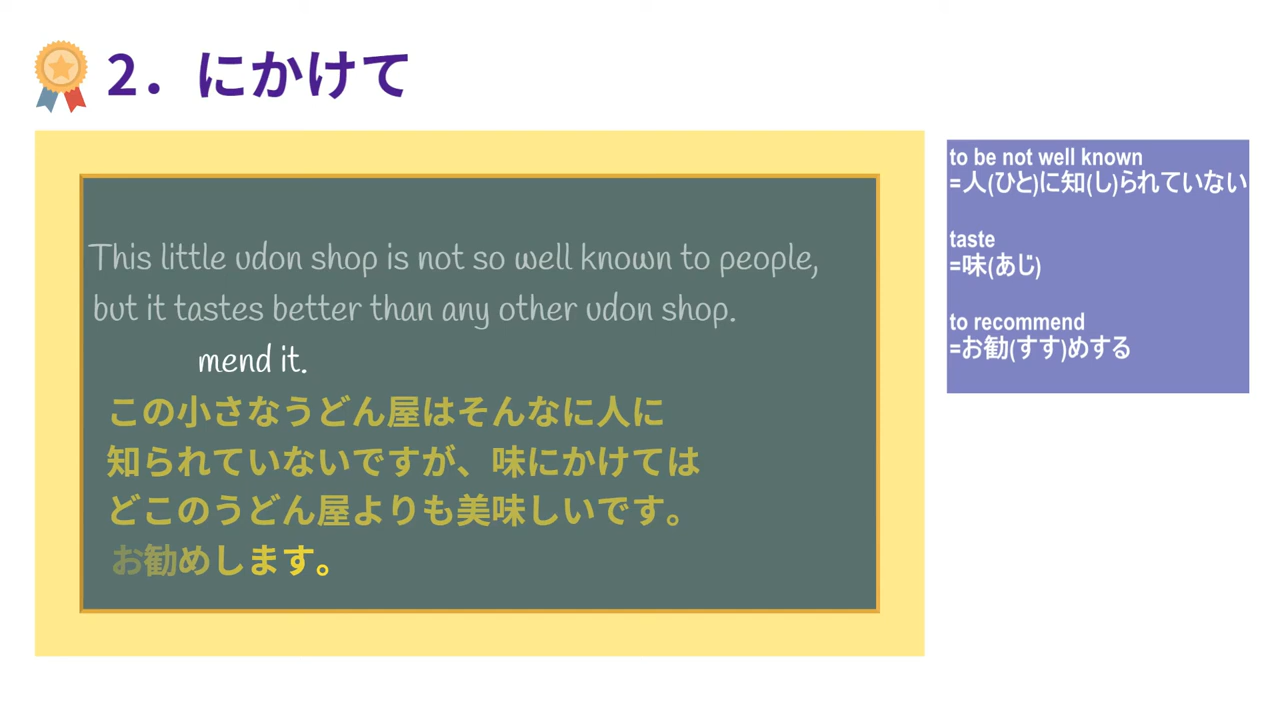 2．にかけて
This little udon shop is not so well known to people,
but it tastes better than any other udon shop.
mend it.
この小さなうどん屋はそんなに人に
知られていないですが、味にかけては
どこのうどん屋よりも美味しいです。
お勧めします。
to be not well known
=人(ひと)に知(し)られていない
taste
=味(あじ)
to recommend
=お勧(すす)めする